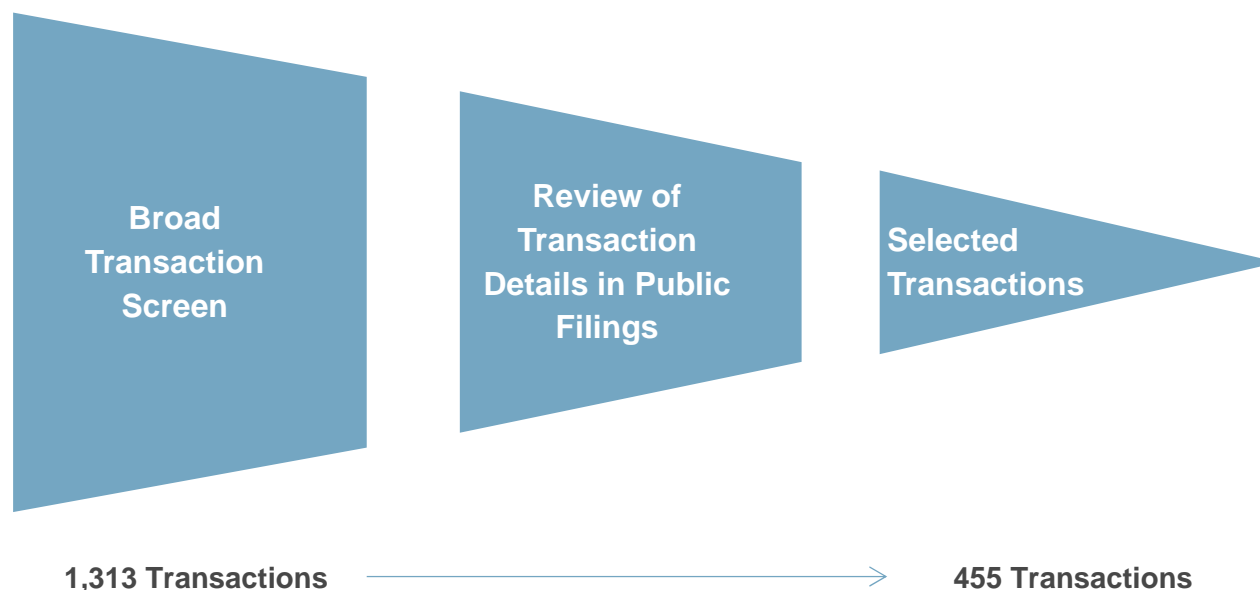 Broad
Transaction
Screen
Review of
Transaction
Details in Public
Filings
Selected
Transactions
1,313 Transactions
455 Transactions